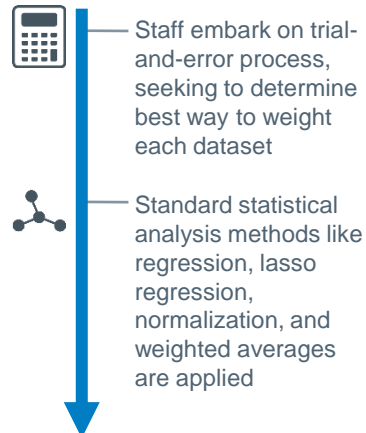 Staff embark on trial-
and-error process,
seeking to determine
best way to weight
each dataset
Standard statistical
analysis methods like
regression, lasso
regression,
normalization, and
weighted averages
are applied